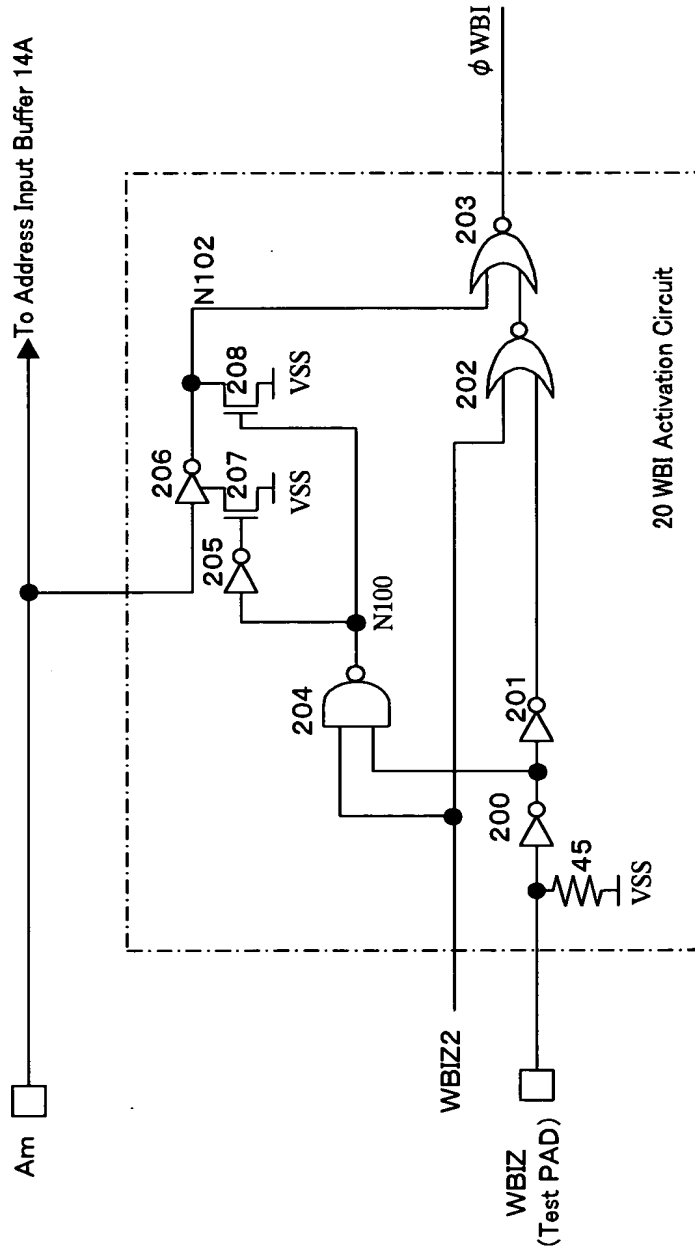 Am
To Address Input Buffer 14A
N102
206
208
VSS
207
VSS
205
N100
204
203
φWBI
202
WBIZ2
201
200
45
VSS
WBIZ
(Test PAD)
20 WBI Activation Circuit